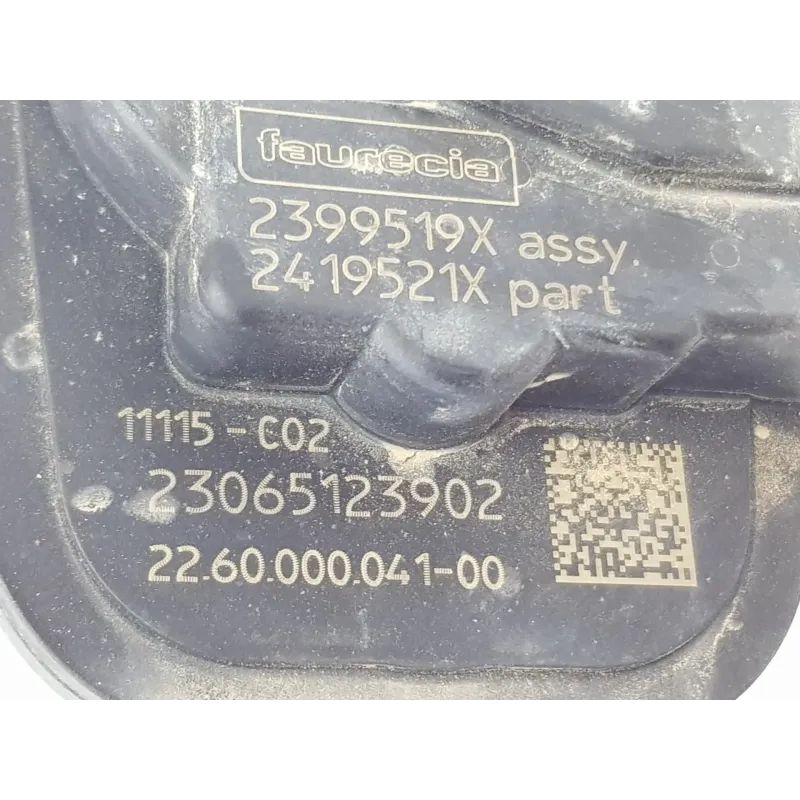 faurecia
2399519X assy.
2419521X part
11115-C02
23065123902
22.60.000.041-00